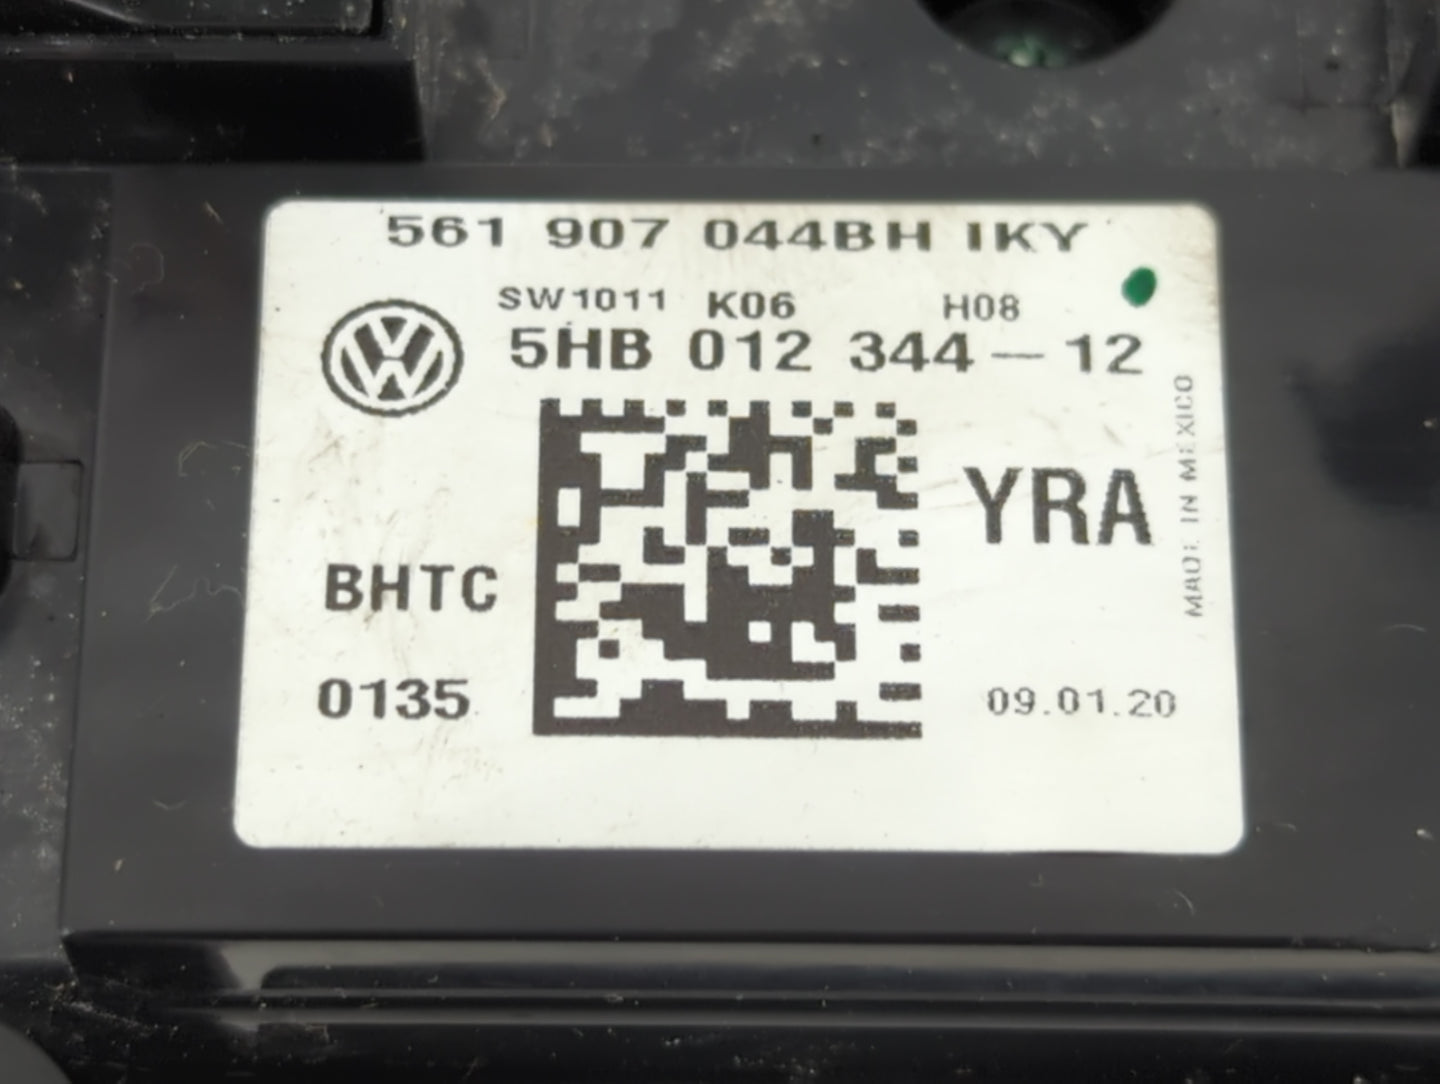 561 907 044BH IKY
SW1011 K06 H08
5HB 012 344-12
YRA
MADE IN MEXICO
BHTC
0135
09.01.20